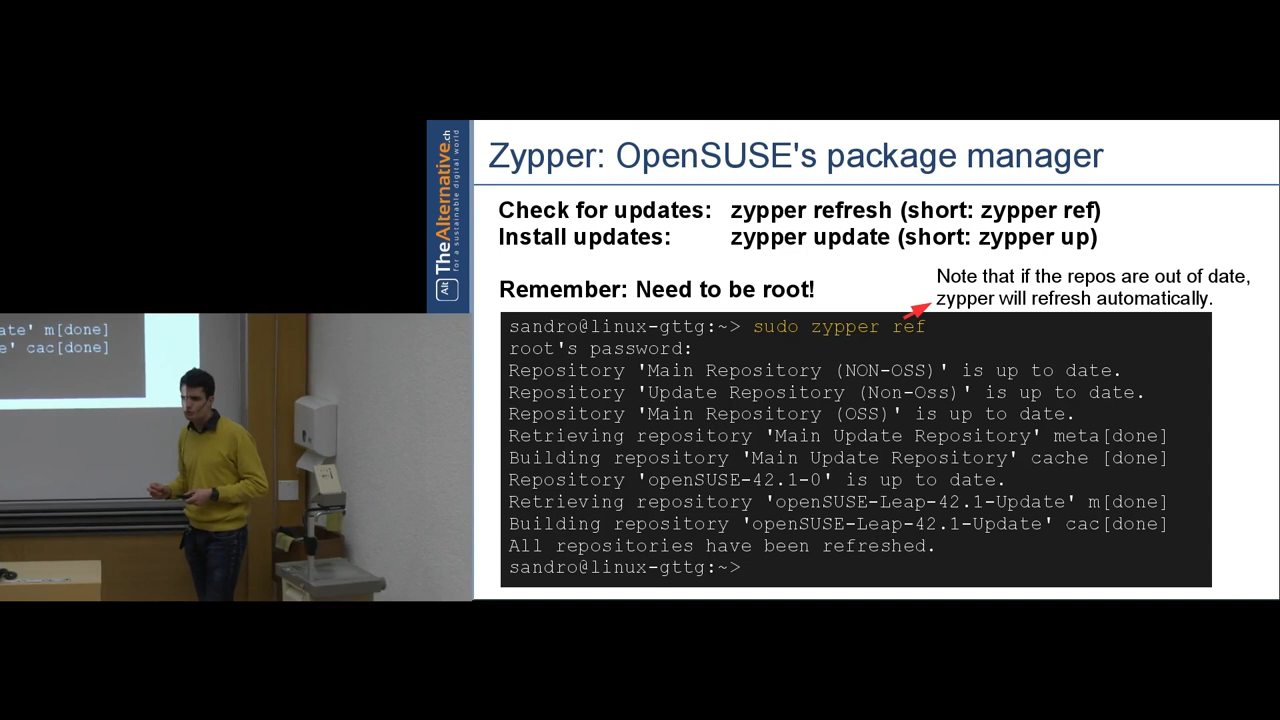 Alt TheAlternative.ch
for a sustainable digital world
Zypper: OpenSUSE's package manager
Check for updates: zypper refresh (short: zypper ref)
Install updates: zypper update (short: zypper up)
Note that if the repos are out of date,
zypper will refresh automatically.
Remember: Need to be root!
sandro@linux-gttg:~> sudo zypper ref
root's password:
Repository 'Main Repository (NON-OSS)' is up to date.
Repository 'Update Repository (Non-Oss)' is up to date.
Repository 'Main Repository (OSS)' is up to date.
Retrieving repository 'Main Update Repository' meta[done]
Building repository 'Main Update Repository' cache [done]
Repository 'openSUSE-42.1-0' is up to date.
Retrieving repository 'openSUSE-Leap-42.1-Update' m[done]
Building repository 'openSUSE-Leap-42.1-Update' cac[done]
All repositories have been refreshed.
sandro@linux-gttg:~>
ate' m[done]
e' cac[done]